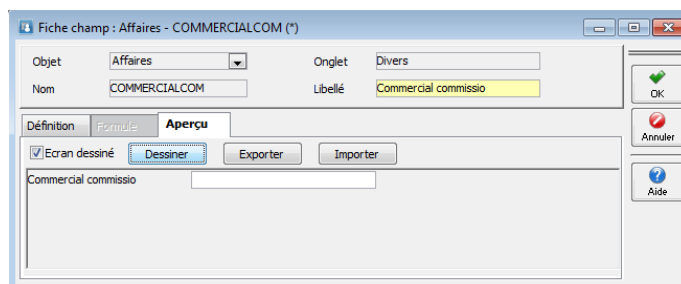 Fiche champ : Affaires - COMMERCIALCOM (*)
Objet Affaires Onglet Divers
Nom COMMERCIALCOM Libellé Commercial commissio
OK
Définition Formule Aperçu
Annuler
Ecran dessiné Dessiner Exporter Importer
Commercial commissio
Aide